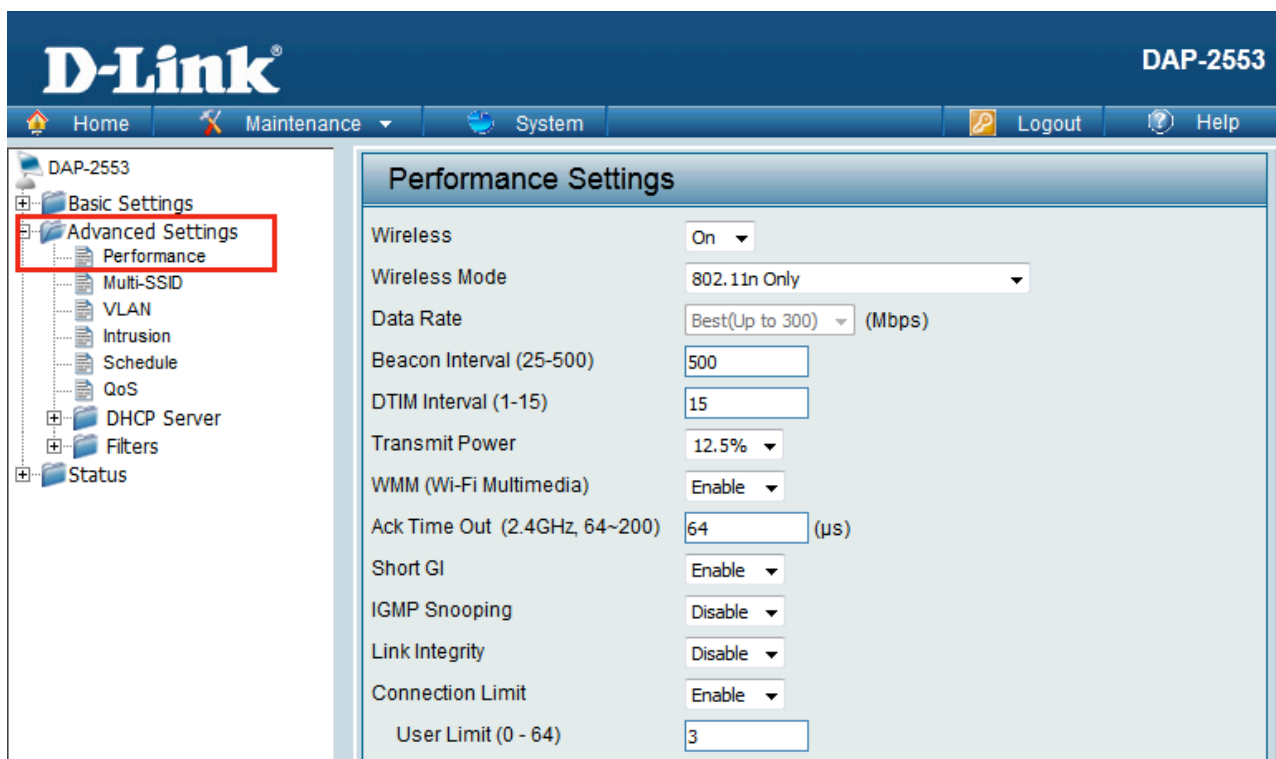 D-Link®
DAP-2553
Home Maintenance System Logout Help
DAP-2553
Basic Settings
Advanced Settings
Performance
Multi-SSID
VLAN
Intrusion
Schedule
QoS
DHCP Server
Filters
Status
Performance Settings
Wireless On
Wireless Mode 802.11n Only
Data Rate Best(Up to 300) (Mbps)
Beacon Interval (25-500) 500
DTIM Interval (1-15) 15
Transmit Power 12.5%
WMM (Wi-Fi Multimedia) Enable
Ack Time Out (2.4GHz, 64~200) 64 (µs)
Short GI Enable
IGMP Snooping Disable
Link Integrity Disable
Connection Limit Enable
User Limit (0 - 64) 3